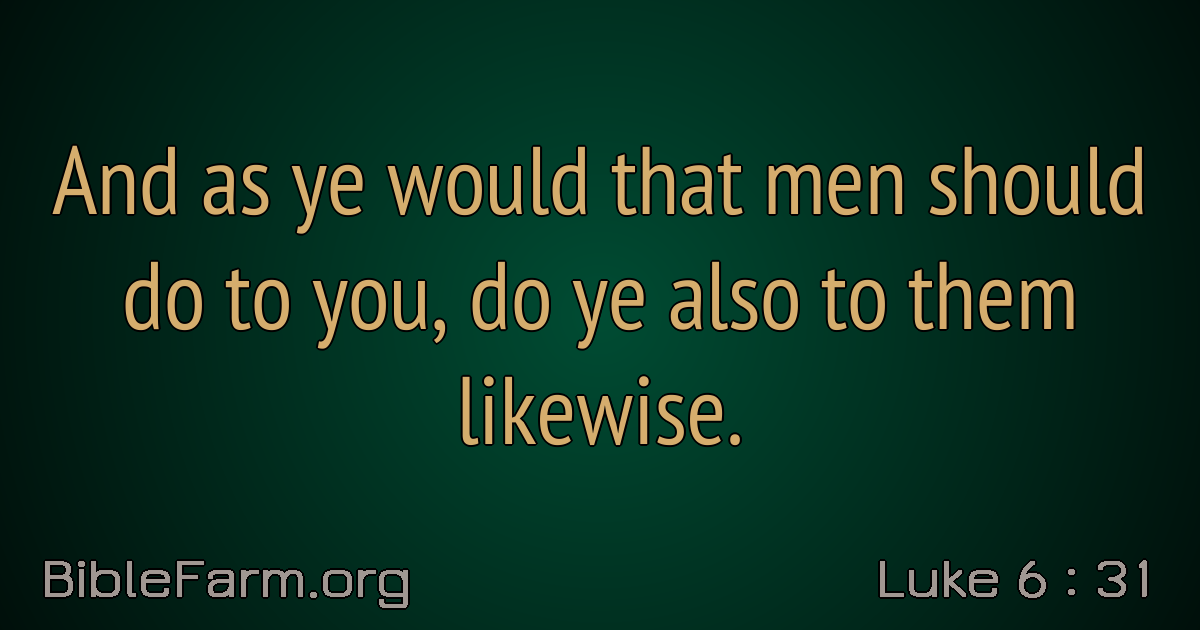 And as ye would that men should
do to you, do ye also to them
likewise.
BibleFarm.org
Luke 6 : 31